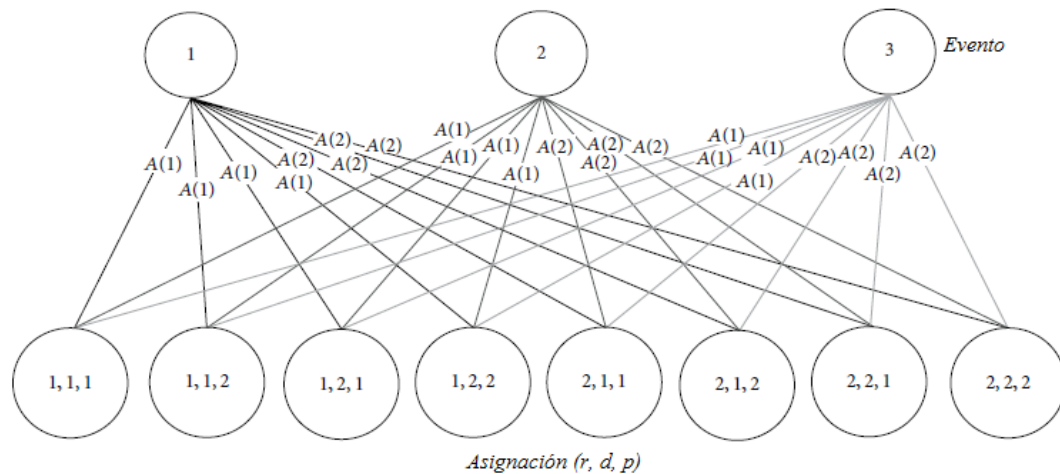 1
2
3
Evento
A(1)
A(1)
A(1)
A(1)
A(2)
A(2)
A(2)
A(2)
A(1)
A(1)
A(1)
A(1)
A(2)
A(2)
A(2)
A(2)
A(1)
A(1)
A(1)
A(1)
A(2)
A(2)
A(2)
A(2)
1, 1, 1
1, 1, 2
1, 2, 1
1, 2, 2
2, 1, 1
2, 1, 2
2, 2, 1
2, 2, 2
Asignación (r, d, p)